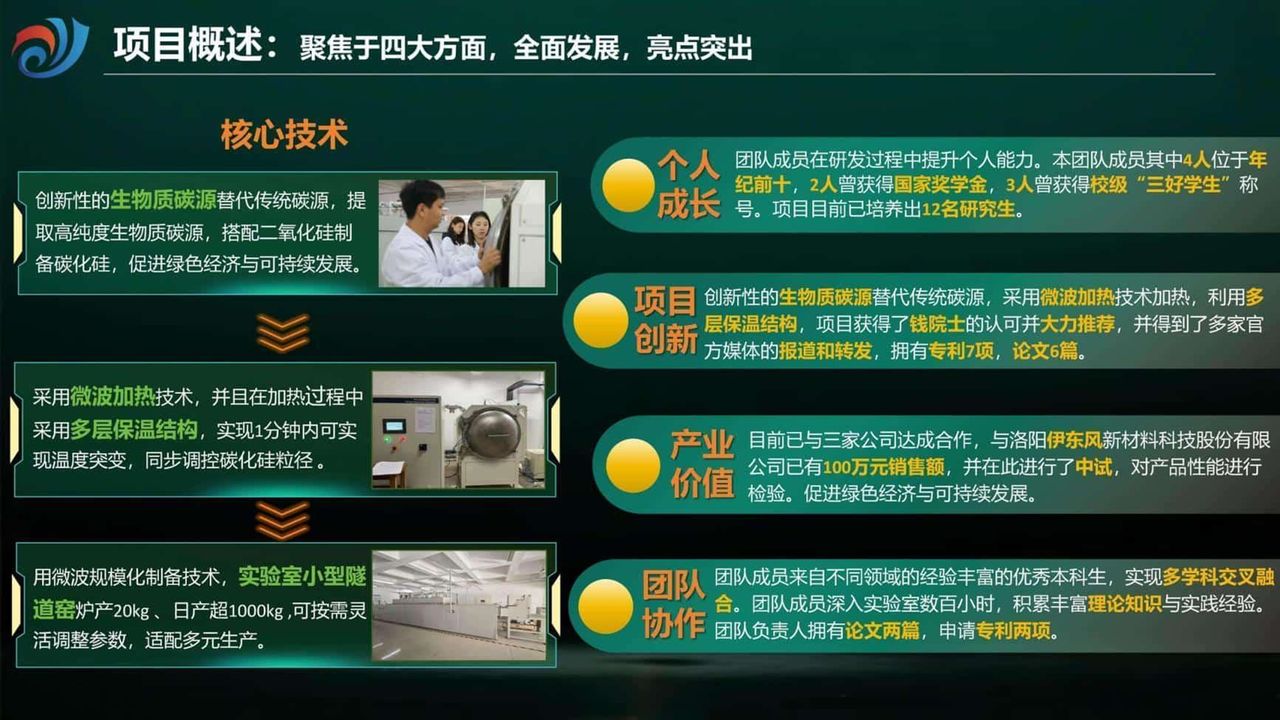 项目概述：聚焦于四大方面，全面发展，亮点突出
核心技术
创新性的生物质碳源替代传统碳源，提
取高纯度生物质碳源，搭配二氧化硅制
备碳化硅，促进绿色经济与可持续发展。
采用微波加热技术，并且在加热过程中
采用多层保温结构，实现1分钟内可实
现温度突变，同步调控碳化硅粒径。
用微波规模化制备技术，实验室小型隧
道窑炉产20kg、日产超1000kg,可按需灵
活调整参数，适配多元生产。
个人
成长
团队成员在研发过程中提升个人能力。本团队成员其中4人位于年
纪前十，2人曾获得国家奖学金，3人曾获得校级“三好学生”称
号。项目目前已培养出12名研究生。
项目
创新
创新性的生物质碳源替代传统碳源，采用微波加热技术加热，利用多
层保温结构，项目获得了钱院士的认可并大力推荐，并得到了多家官
方媒体的报道和转发，拥有专利7项，论文6篇。
产业
价值
目前已与三家公司达成合作，与洛阳伊东风新材料科技股份有限
公司已有100万元销售额，并在此进行了中试，对产品性能进行
检验。促进绿色经济与可持续发展。
团队
协作
团队成员来自不同领域的经验丰富的优秀本科生，实现多学科交叉融
合。团队成员深入实验室数百小时，积累丰富理论知识与实践经验。
团队负责人拥有论文两篇，申请专利两项。